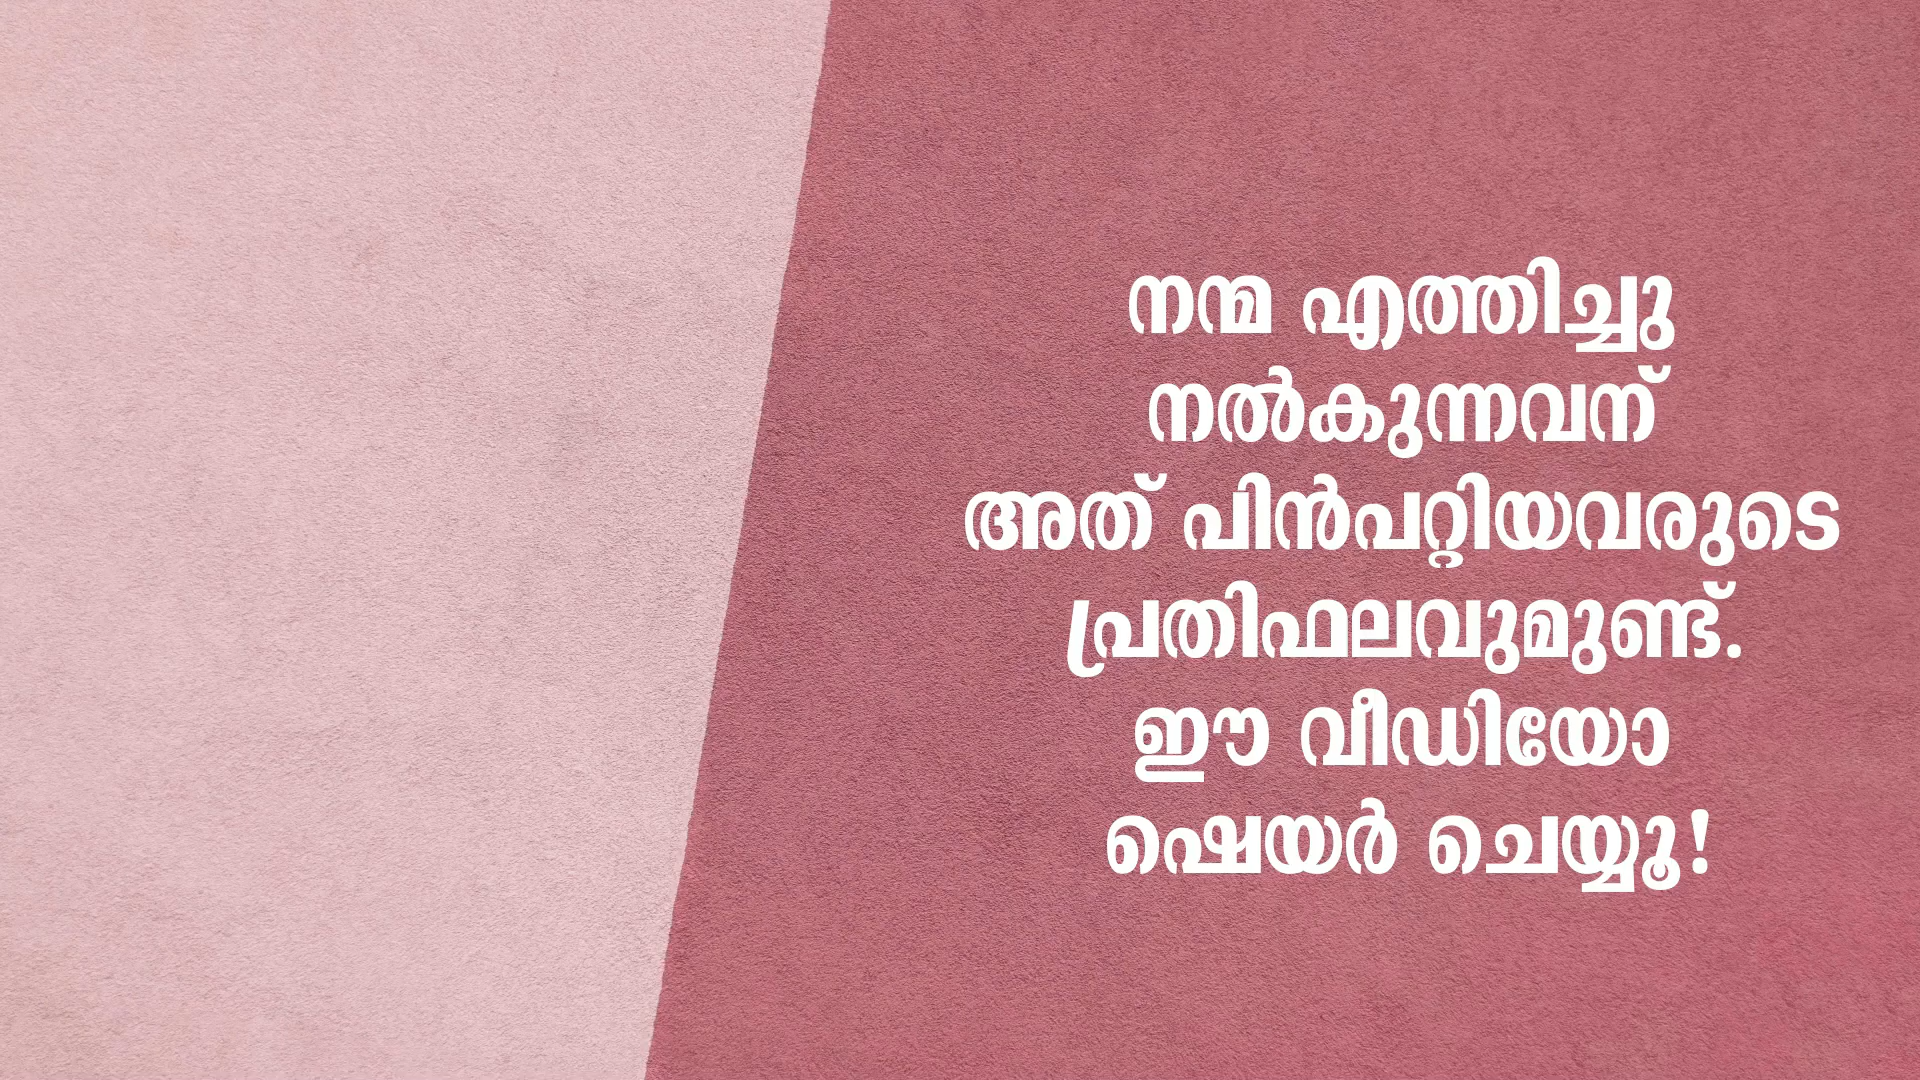 നന്മ എത്തിച്ചു
നൽകുന്നവന്
അത് പിൻപറ്റിയവരുടെ
പ്രതിഫലവുമുണ്ട്.
ഈ വീഡിയോ
ഷെയർ ചെയ്യൂ!